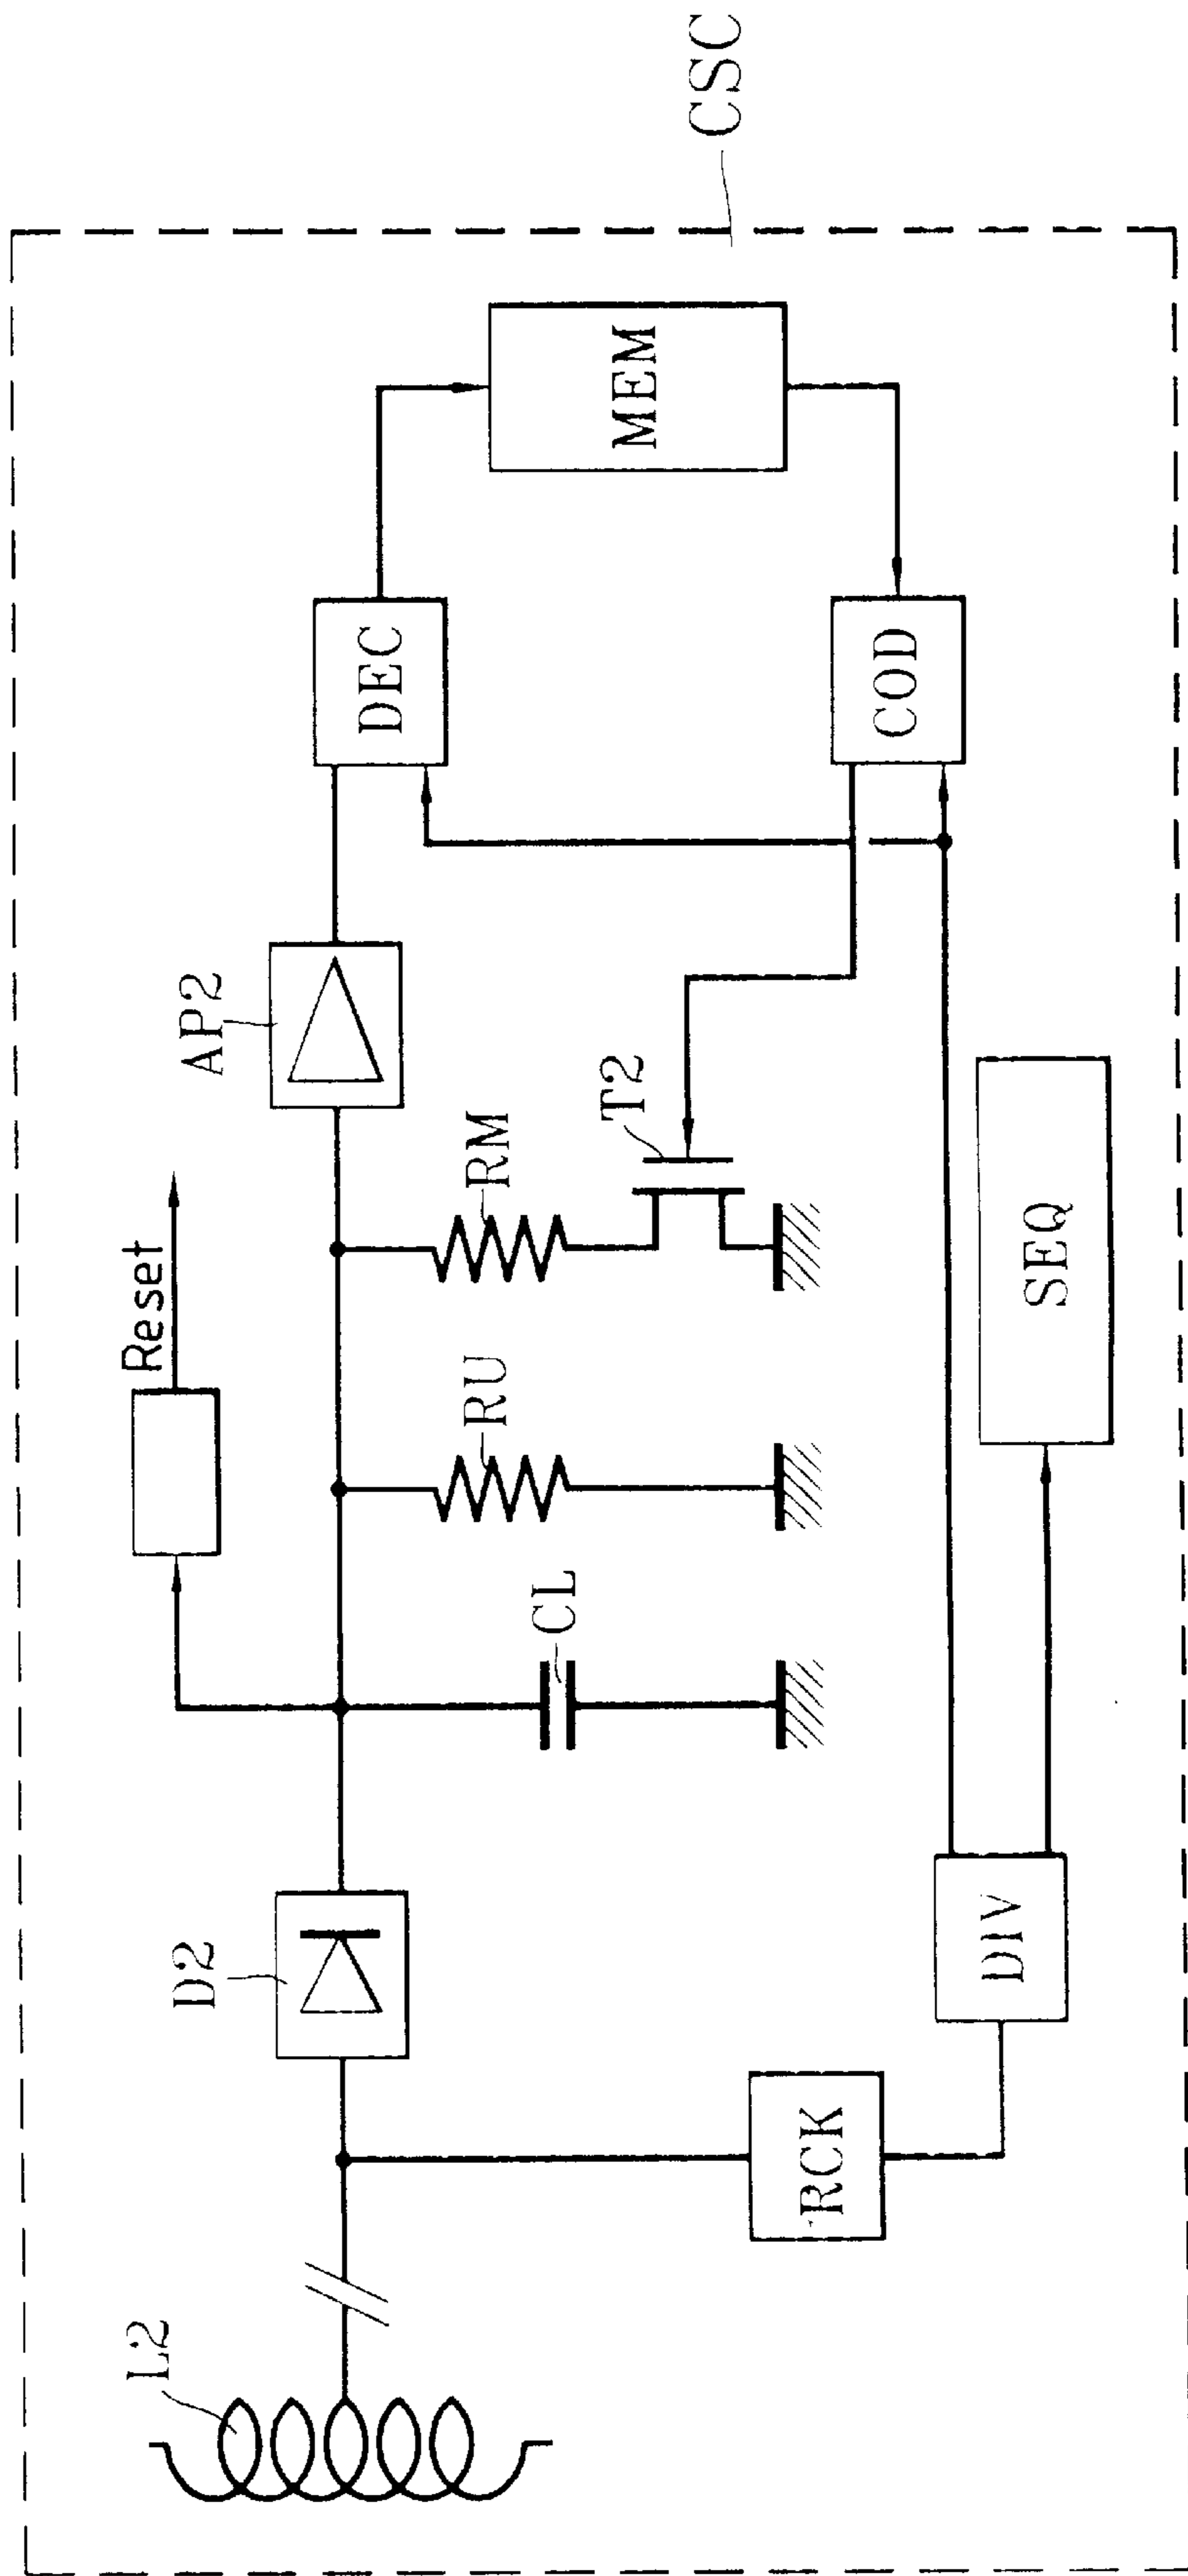 CSC
L2
D2
Reset
AP2
CL
RU
RM
T2
DEC
MEM
COD
RCK
DIV
SEQ